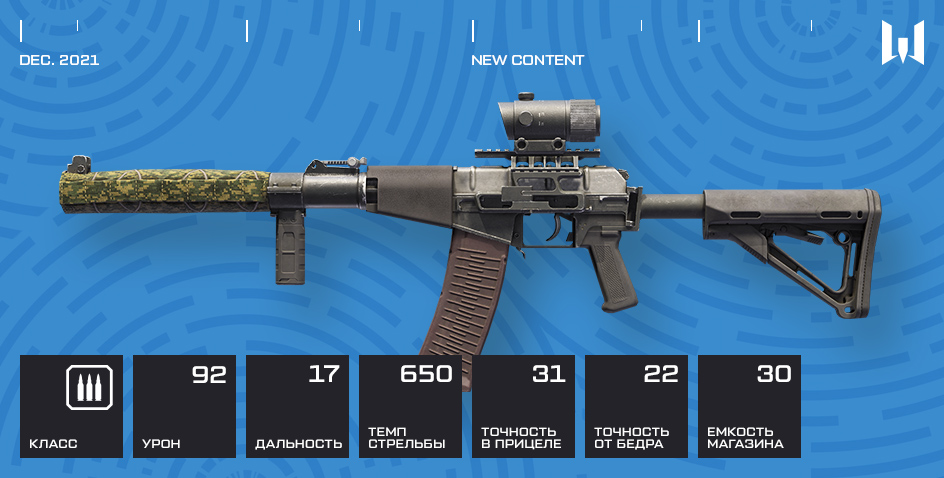 DEC. 2021
NEW CONTENT
КЛАСС
92
УРОН
17
ДАЛЬНОСТЬ
650
ТЕМП
СТРЕЛЬБЫ
31
ТОЧНОСТЬ
В ПРИЦЕЛЕ
22
ТОЧНОСТЬ
ОТ БЕДРА
30
ЕМКОСТЬ
МАГАЗИНА